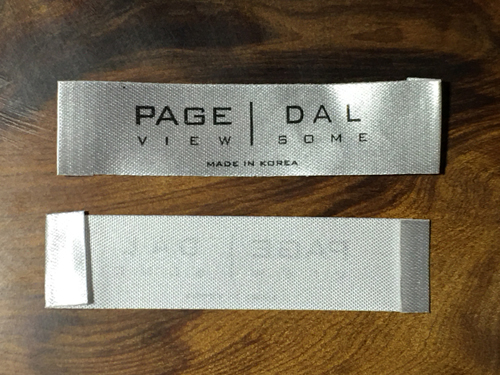 PAGE | DAL
VIEW SOME
MADE IN KOREA